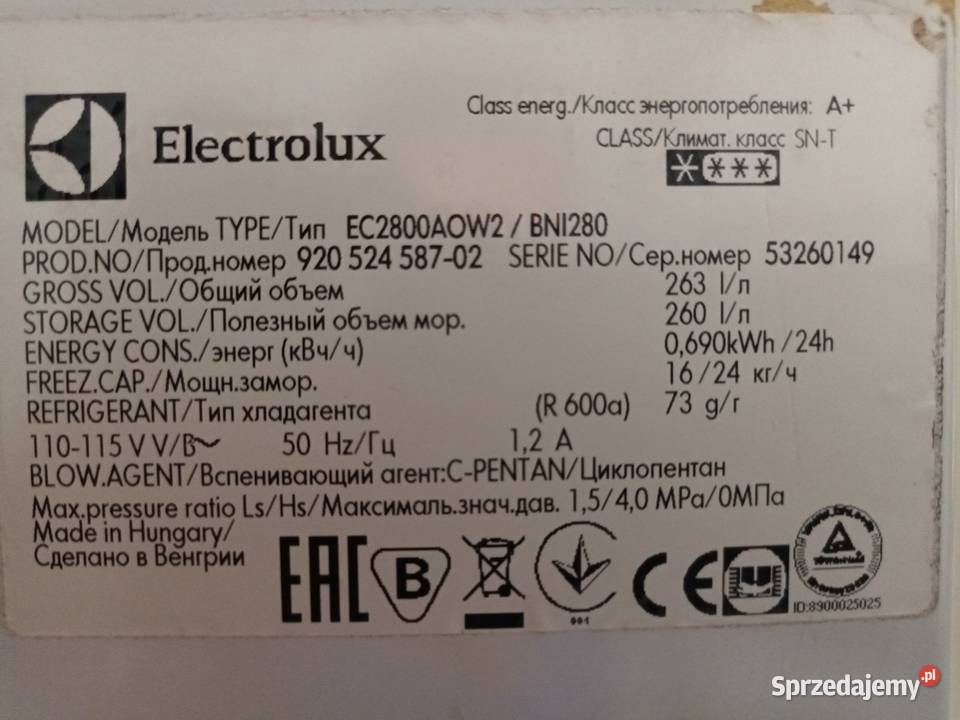 Class energ./Класс энергопотребления: A+
CLASS/Климат. класс SN-T
Electrolux
MODEL/Модель TYPE/Тип EC2800AOW2 / BNI280
PROD.NO/Прод.номер 920 524 587-02 SERIE NO/Сер.номер 53260149
GROSS VOL./Общий объем 263 l/л
STORAGE VOL./Полезный объем мор. 260 l/л
ENERGY CONS./энерг (кВч/ч) 0,690kWh/24h
FREEZ.CAP./Мощн.замор. 16/24 кг/ч
REFRIGERANT/Тип хладагента (R 600a) 73 g/г
110-115 V V/В~ 50 Hz/Гц 1,2 A
BLOW.AGENT/Вспенивающий агент:C-PENTAN/Циклопентан
Max.pressure ratio Ls/Hs/Максималь.знач.дав. 1,5/4,0 MPa/0МПа
Made in Hungary/
Сделано в Венгрии
EAC B 001 CE
ID:8900025025
Sprzedajemy.pl